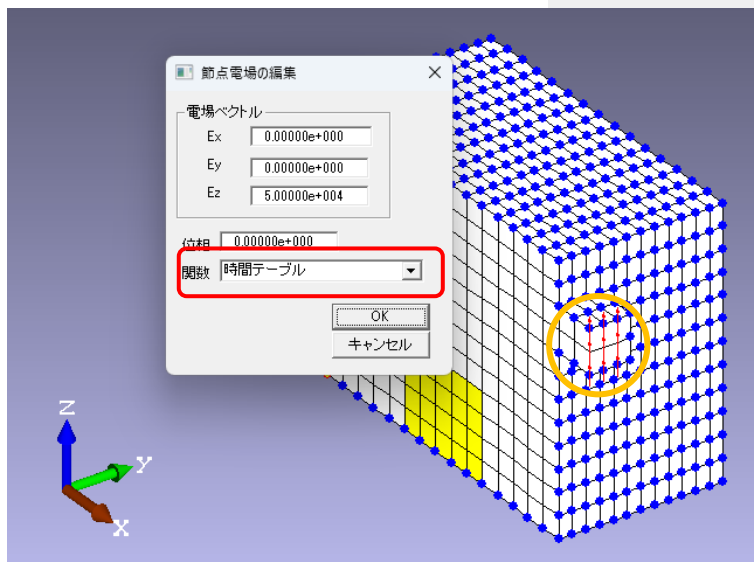 節点電場の編集
電場ベクトル
Ex 0.00000e+000
Ey 0.00000e+000
Ez 5.00000e+004
位相 0.00000e+000
関数 時間テーブル
OK
キャンセル
Z
Y
X